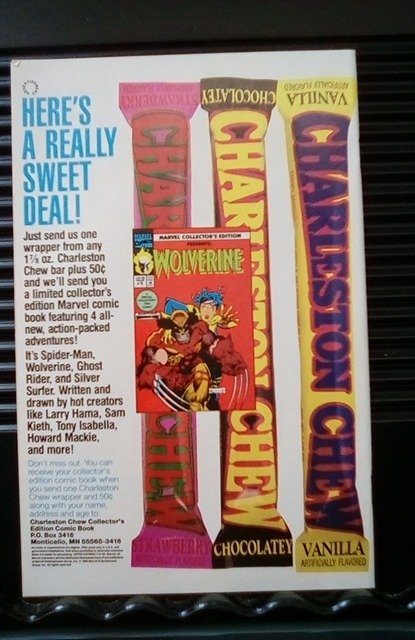 HERE'S
A REALLY
SWEET
DEAL!
Just send us one
wrapper from any
1⅞ oz. Charleston
Chew bar plus 50¢
and we'll send you
a limited collector's
edition Marvel comic
book featuring 4 all-
new, action-packed
adventures!
It's Spider-Man,
Wolverine, Ghost
Rider, and Silver
Surfer. Written and
drawn by hot creators
like Larry Hama, Sam
Kieth, Tony Isabella,
Howard Mackie,
and more!
Don't miss out. You can
receive your collector's
edition comic book when
you send one Charleston
Chew wrapper and 50¢
along with your name,
address and age to:
Charleston Chew Collector's
Edition Comic Book
P.O. Box 3416
Monticello, MN 55565-3416
STRAWBERRY
ARTIFICIALLY FLAVORED
CHARLESTON CHEW
STRAWBERRY
CHOCOLATEY
CHARLESTON CHEW
CHOCOLATEY
VANILLA
ARTIFICIALLY FLAVORED
CHARLESTON CHEW
VANILLA
ARTIFICIALLY FLAVORED
MARVEL COLLECTOR'S EDITION
PRESENTS:
WOLVERINE